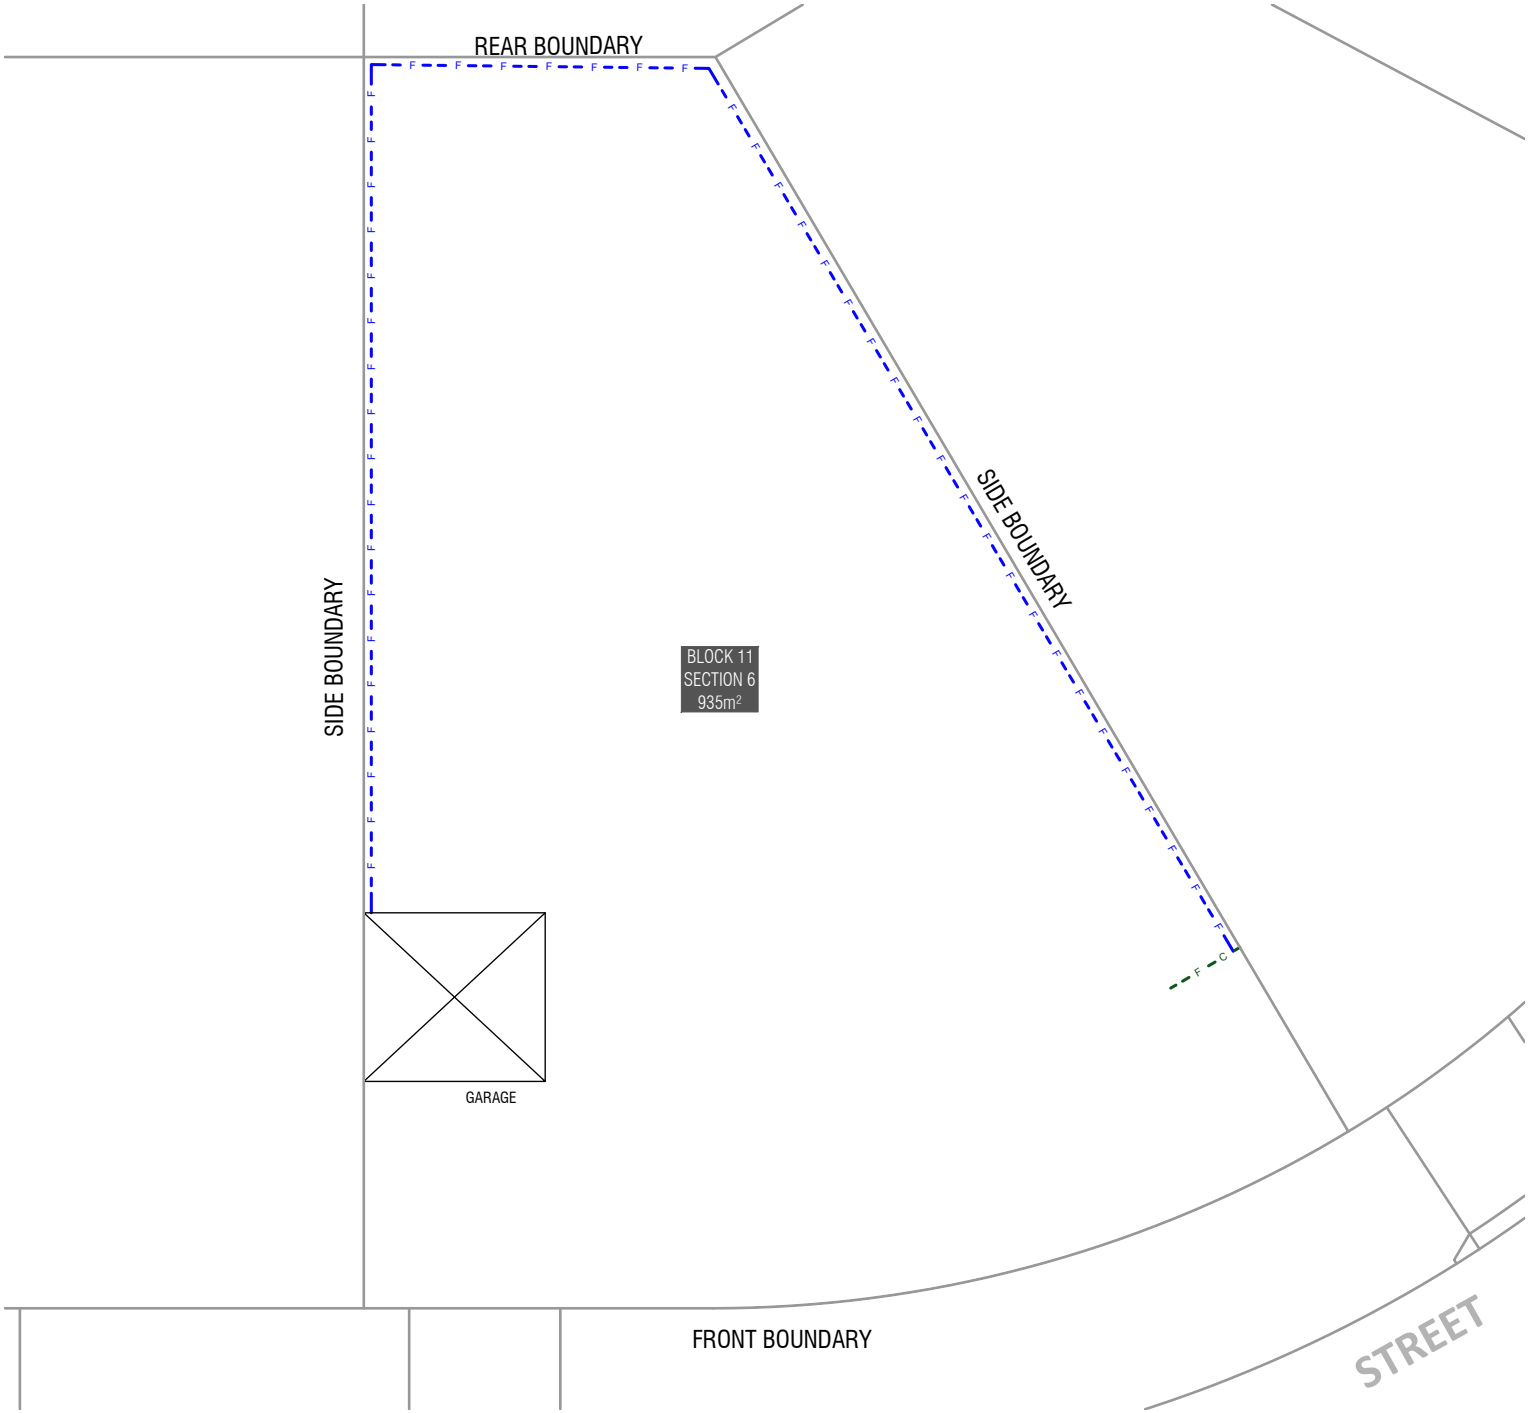 REAR BOUNDARY
F F F F F F F
F F F F F F F F F F F F F F F F F F
F F F F F F F F F F F F F F F F F F F F F F
SIDE BOUNDARY
SIDE BOUNDARY
BLOCK 11
SECTION 6
935m²
F C
GARAGE
FRONT BOUNDARY
STREET